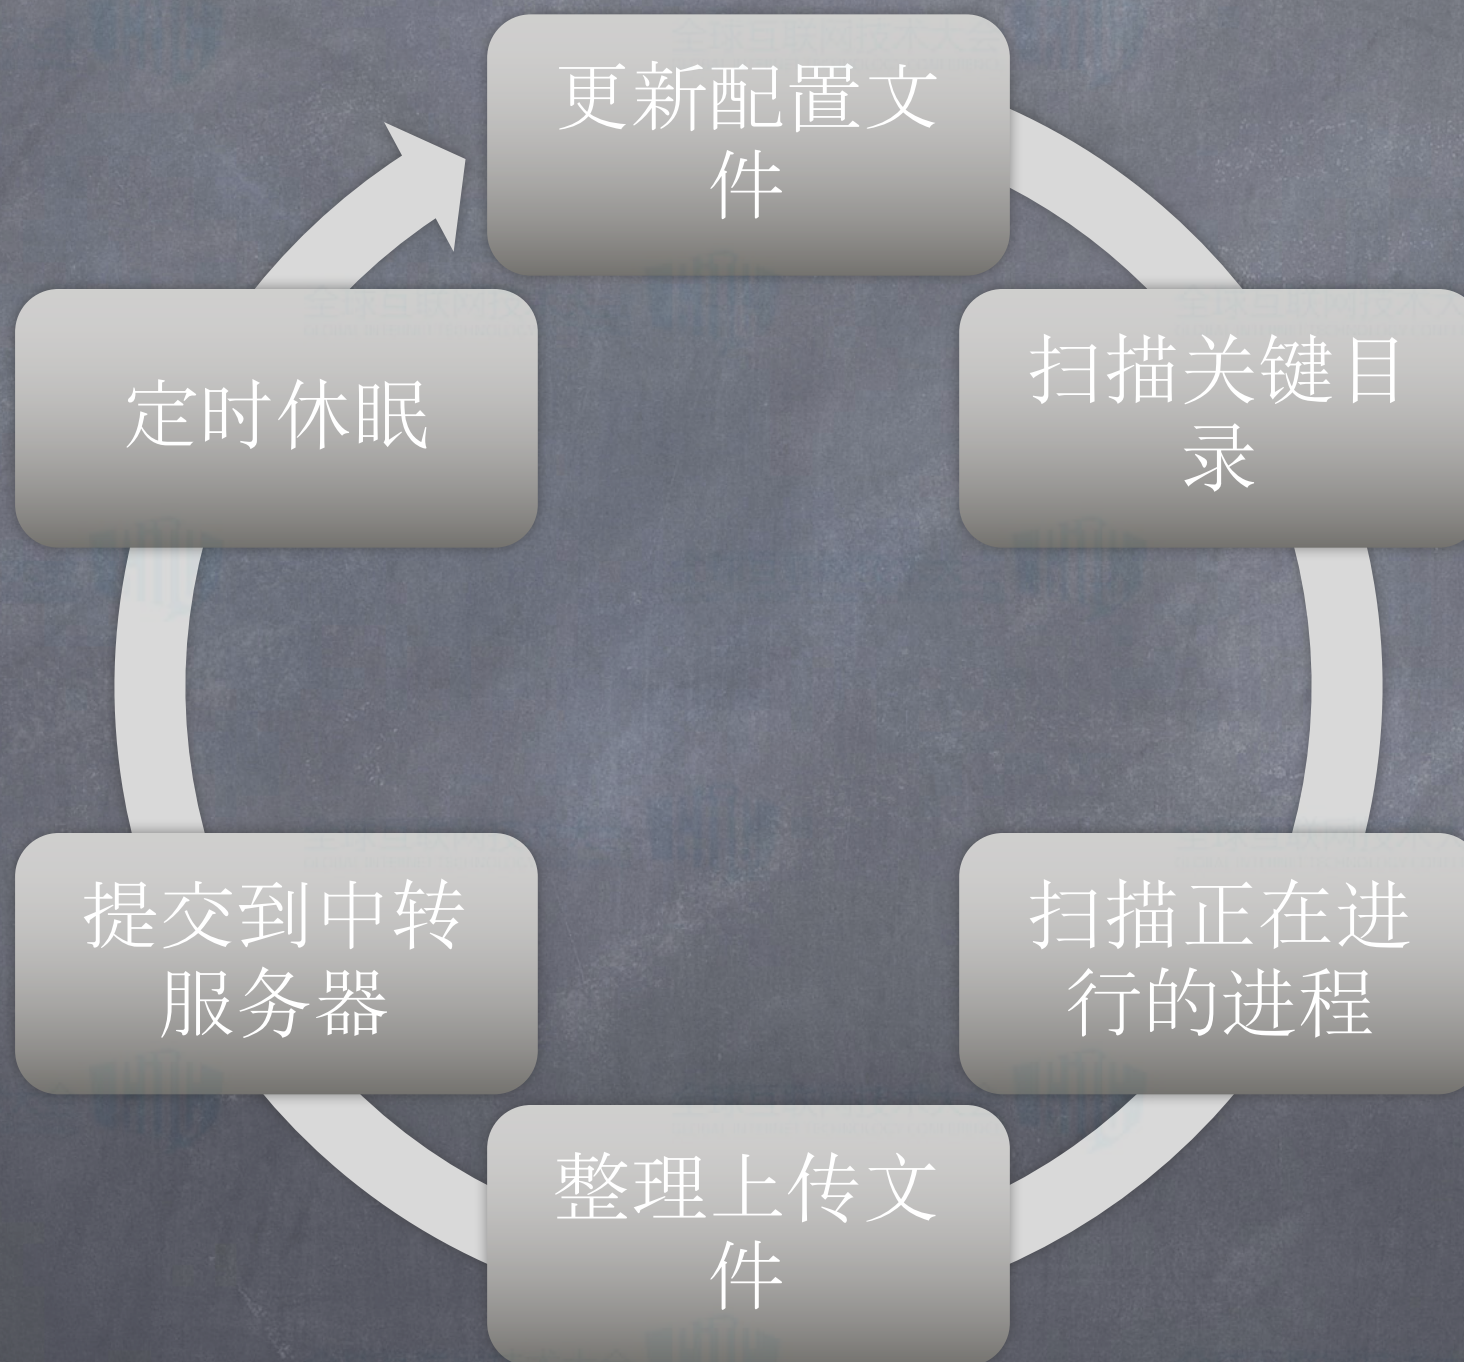 更新配置文
件
扫描关键目
录
扫描正在进
行的进程
整理上传文
件
提交到中转
服务器
定时休眠